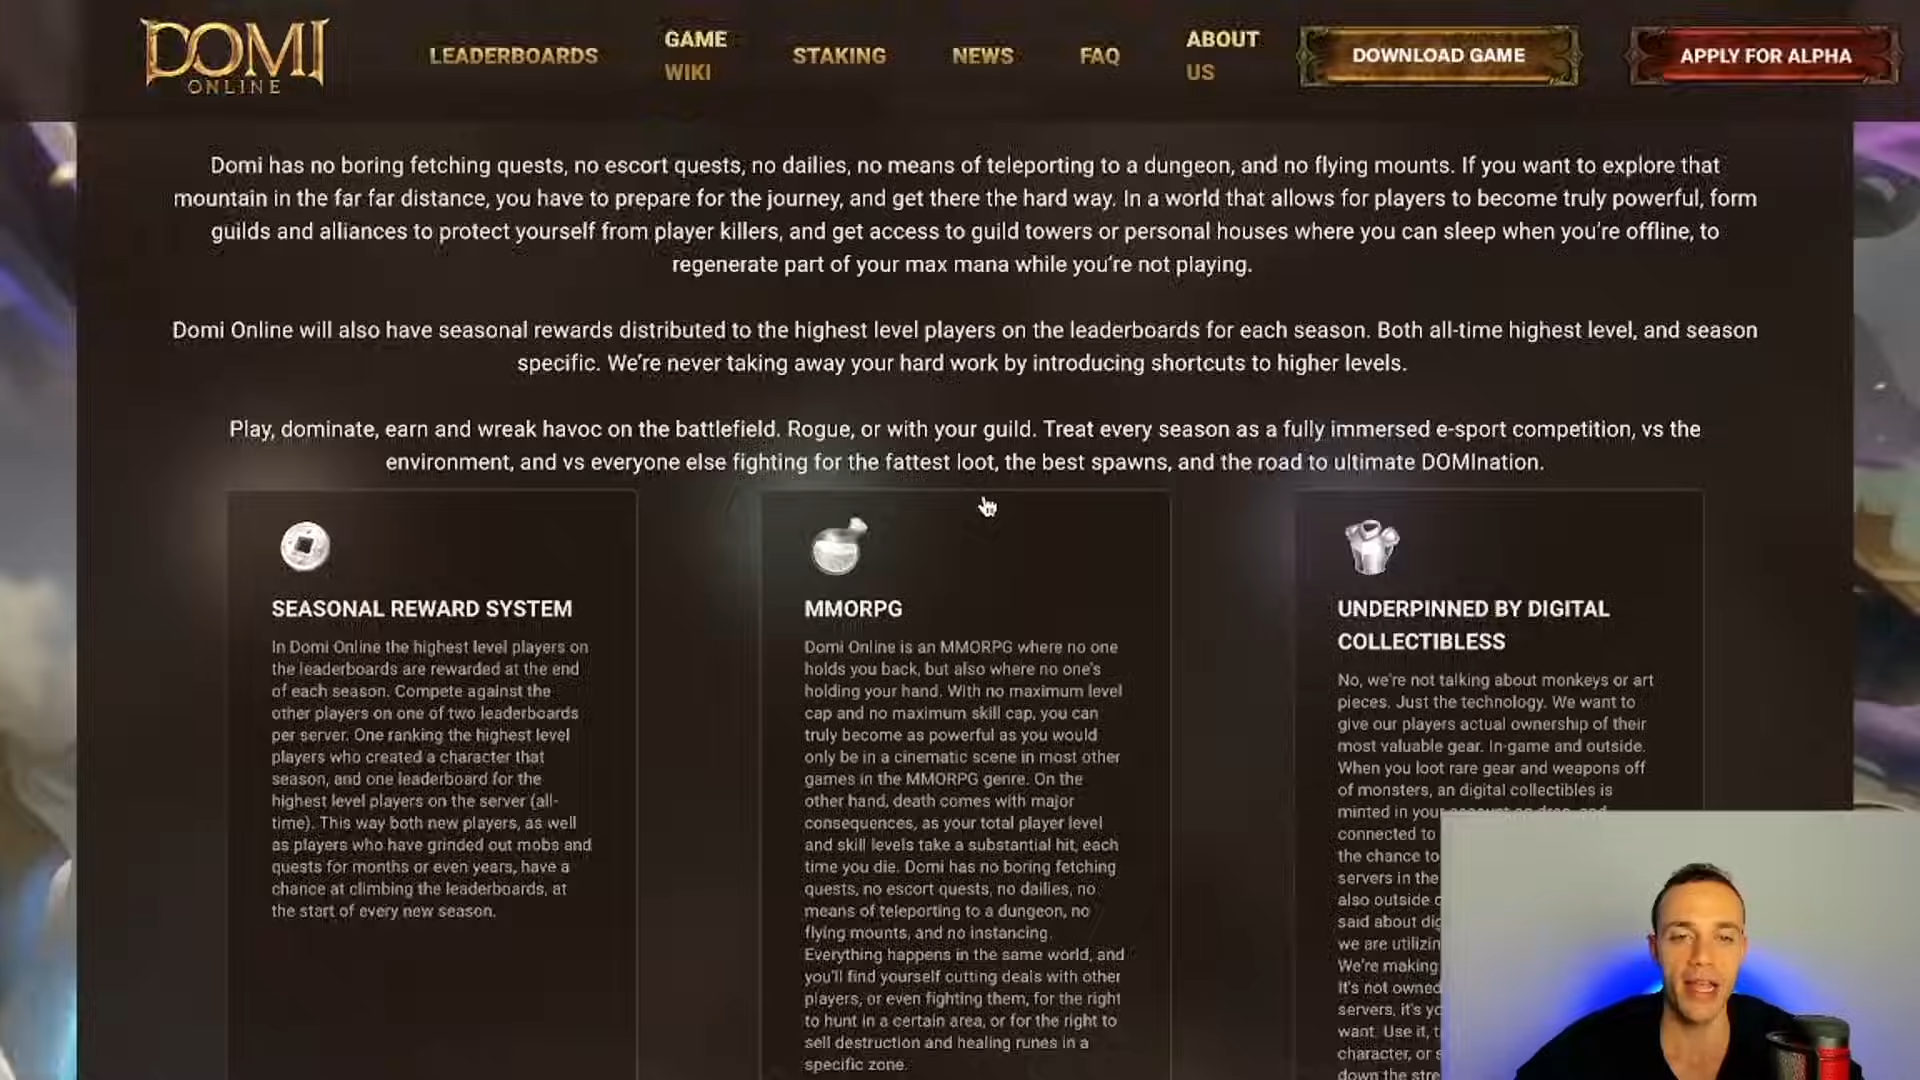 DOMI
ONLINE
LEADERBOARDS
GAME
WIKI
STAKING
NEWS
FAQ
ABOUT
US
DOWNLOAD GAME
APPLY FOR ALPHA
Domi has no boring fetching quests, no escort quests, no dailies, no means of teleporting to a dungeon, and no flying mounts. If you want to explore that
mountain in the far far distance, you have to prepare for the journey, and get there the hard way. In a world that allows for players to become truly powerful, form
guilds and alliances to protect yourself from player killers, and get access to guild towers or personal houses where you can sleep when you're offline, to
regenerate part of your max mana while you're not playing.
Domi Online will also have seasonal rewards distributed to the highest level players on the leaderboards for each season. Both all-time highest level, and season
specific. We're never taking away your hard work by introducing shortcuts to higher levels.
Play, dominate, earn and wreak havoc on the battlefield. Rogue, or with your guild. Treat every season as a fully immersed e-sport competition, vs the
environment, and vs everyone else fighting for the fattest loot, the best spawns, and the road to ultimate DOMInation.
SEASONAL REWARD SYSTEM
In Domi Online the highest level players on
the leaderboards are rewarded at the end
of each season. Compete against the
other players on one of two leaderboards
per server. One ranking the highest level
players who created a character that
season, and one leaderboard for the
highest level players on the server (all-
time). This way both new players, as well
as players who have grinded out mobs and
quests for months or even years, have a
chance at climbing the leaderboards, at
the start of every new season.
MMORPG
Domi Online is an MMORPG where no one
holds you back, but also where no one's
holding your hand. With no maximum level
cap and no maximum skill cap, you can
truly become as powerful as you would
only be in a cinematic scene in most other
games in the MMORPG genre. On the
other hand, death comes with major
consequences, as your total player level
and skill levels take a substantial hit, each
time you die. Domi has no boring fetching
quests, no escort quests, no dailies, no
means of teleporting to a dungeon, no
flying mounts, and no instancing.
Everything happens in the same world, and
you'll find yourself cutting deals with other
players, or even fighting them, for the right
to hunt in a certain area, or for the right to
sell destruction and healing runes in a
specific zone.
UNDERPINNED BY DIGITAL
COLLECTIBLESS
No, we're not talking about monkeys or art
pieces. Just the technology. We want to
give our players actual ownership of their
most valuable gear. In-game and outside.
When you loot rare gear and weapons off
of monsters, an digital collectibles is
minted in your account on drop, and
connected to
the chance to
servers in the
also outside
said about
we are
We're making
It's not owned
servers, it's
want. Use it,
character, or
down the